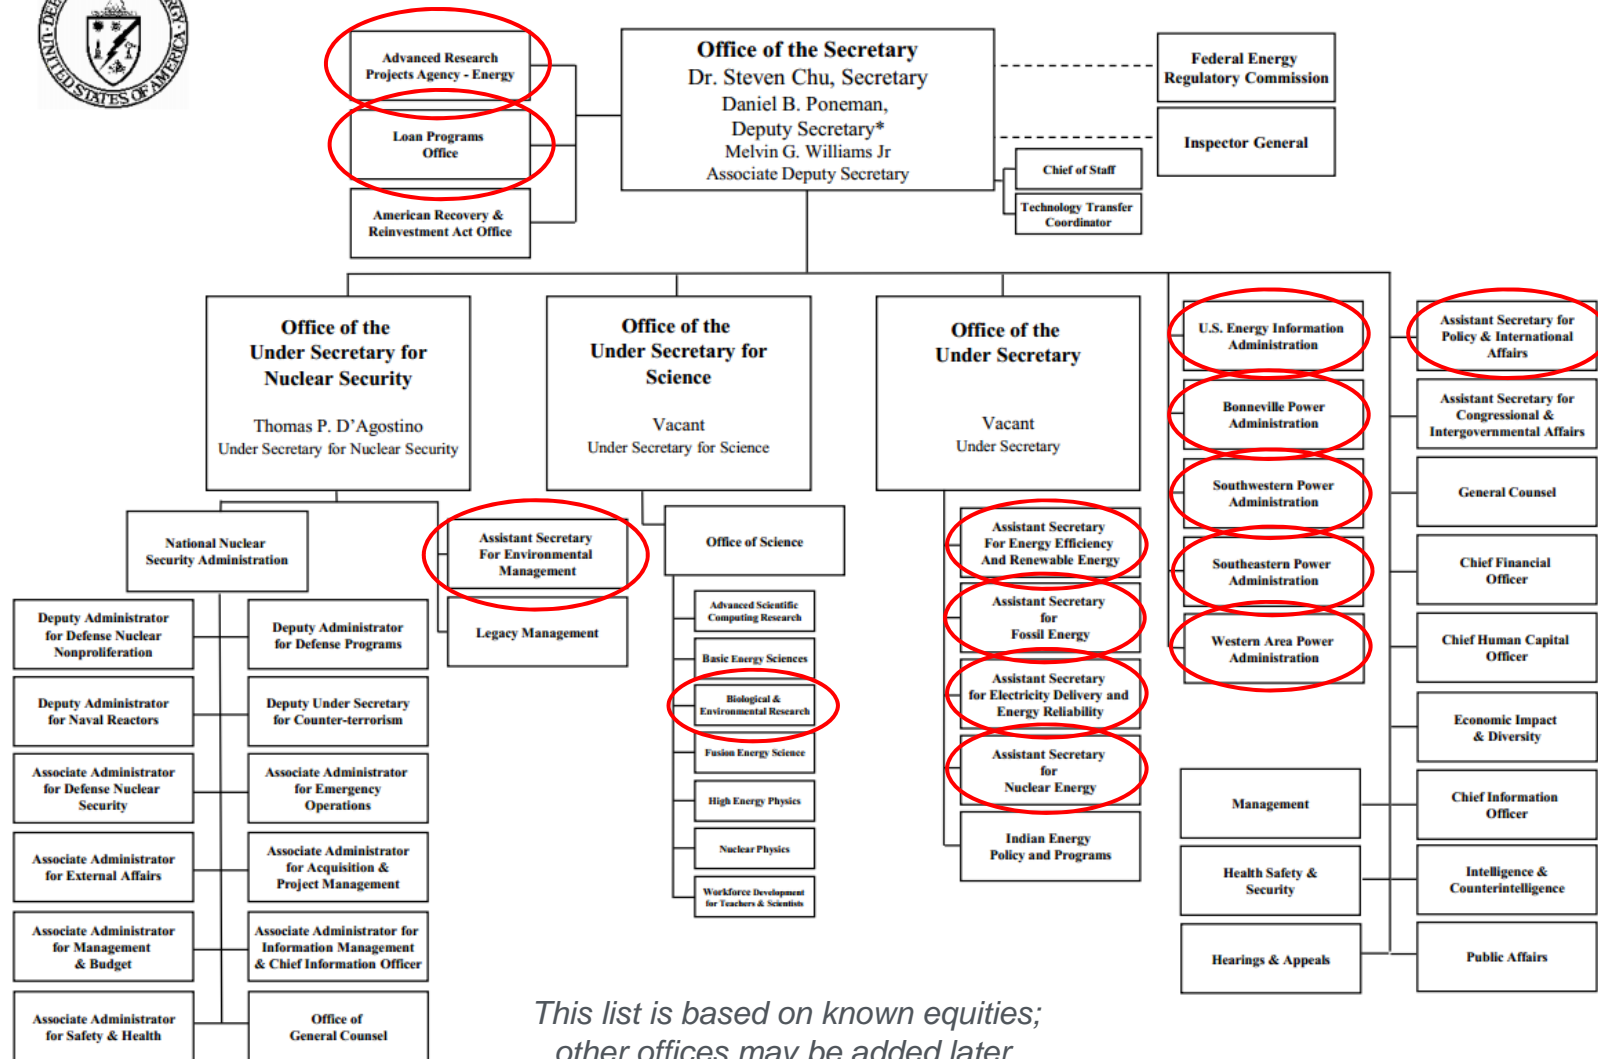 UNITED STATES OF AMERICA
Advanced Research
Projects Agency - Energy
Loan Programs
Office
American Recovery &
Reinvestment Act Office
Office of the Secretary
Dr. Steven Chu, Secretary
Daniel B. Poneman,
Deputy Secretary*
Melvin G. Williams Jr
Associate Deputy Secretary
Federal Energy
Regulatory Commission
Inspector General
Chief of Staff
Technology Transfer
Coordinator
Office of the
Under Secretary for
Nuclear Security
Thomas P. D'Agostino
Under Secretary for Nuclear Security
Office of the
Under Secretary for
Science
Vacant
Under Secretary for Science
Office of the
Under Secretary
Vacant
Under Secretary
U.S. Energy Information
Administration
Bonneville Power
Administration
Southwestern Power
Administration
Southeastern Power
Administration
Western Area Power
Administration
Assistant Secretary for
Policy & International
Affairs
Assistant Secretary for
Congressional &
Intergovernmental Affairs
General Counsel
Chief Financial
Officer
Chief Human Capital
Officer
Economic Impact
& Diversity
Chief Information
Officer
Intelligence &
Counterintelligence
Public Affairs
Management
Health Safety &
Security
Hearings & Appeals
National Nuclear
Security Administration
Assistant Secretary
For Environmental
Management
Legacy Management
Deputy Administrator
for Defense Nuclear
Nonproliferation
Deputy Administrator
for Defense Programs
Deputy Administrator
for Naval Reactors
Deputy Under Secretary
for Counter-terrorism
Associate Administrator
for Defense Nuclear
Security
Associate Administrator
for Emergency
Operations
Associate Administrator
for External Affairs
Associate Administrator
for Acquisition &
Project Management
Associate Administrator
for Management
& Budget
Associate Administrator for
Information Management
& Chief Information Officer
Associate Administrator
for Safety & Health
Office of
General Counsel
Office of Science
Advanced Scientific
Computing Research
Basic Energy Sciences
Biological &
Environmental Research
Fusion Energy Science
High Energy Physics
Nuclear Physics
Workforce Development
for Teachers & Scientists
Assistant Secretary
For Energy Efficiency
And Renewable Energy
Assistant Secretary
for
Fossil Energy
Assistant Secretary
for Electricity Delivery and
Energy Reliability
Assistant Secretary
for
Nuclear Energy
Indian Energy
Policy and Programs
This list is based on known equities;
other offices may be added later